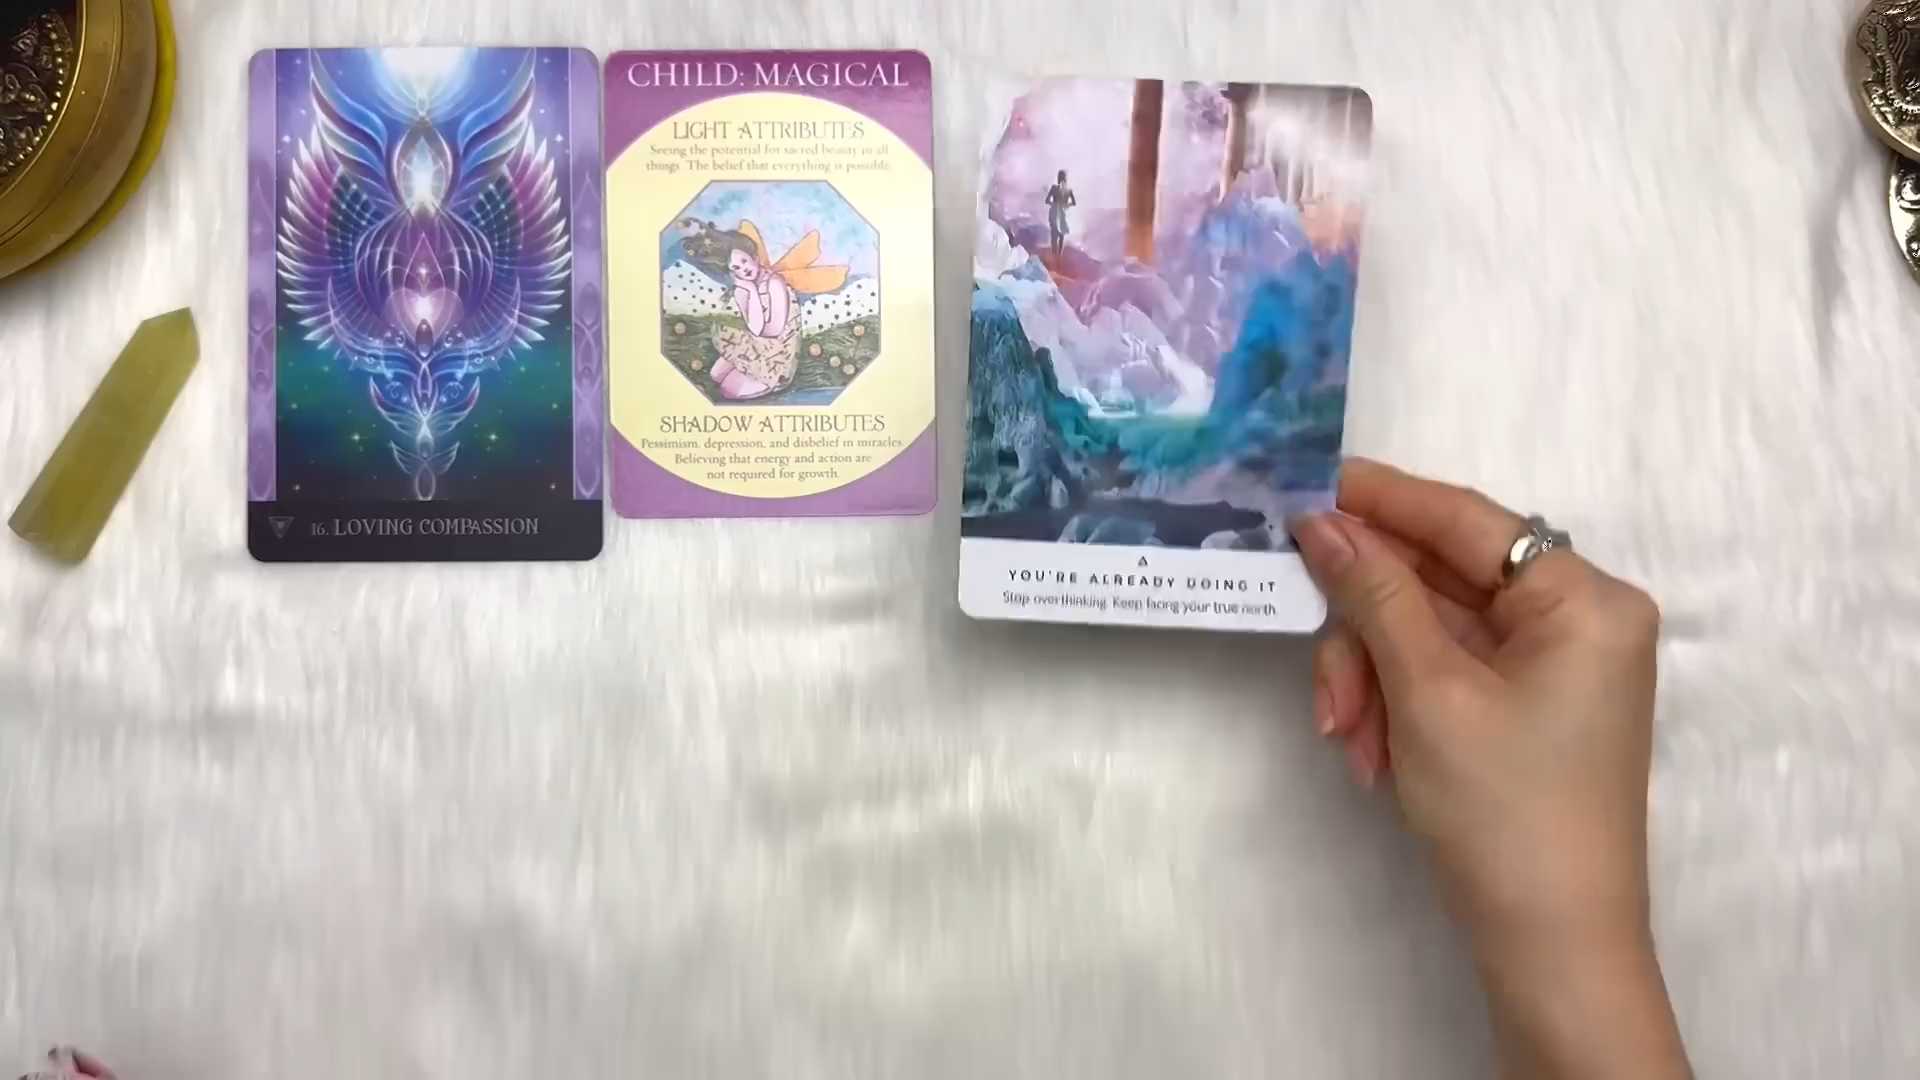 16. LOVING COMPASSION
CHILD: MAGICAL
LIGHT ATTRIBUTES
Seeing the potential for sacred beauty in all
things. The belief that everything is possible.
SHADOW ATTRIBUTES
Pessimism, depression, and disbelief in miracles.
Believing that energy and action are
not required for growth.
YOU'RE ALREADY DOING IT
Stop overthinking. Keep facing your true north.